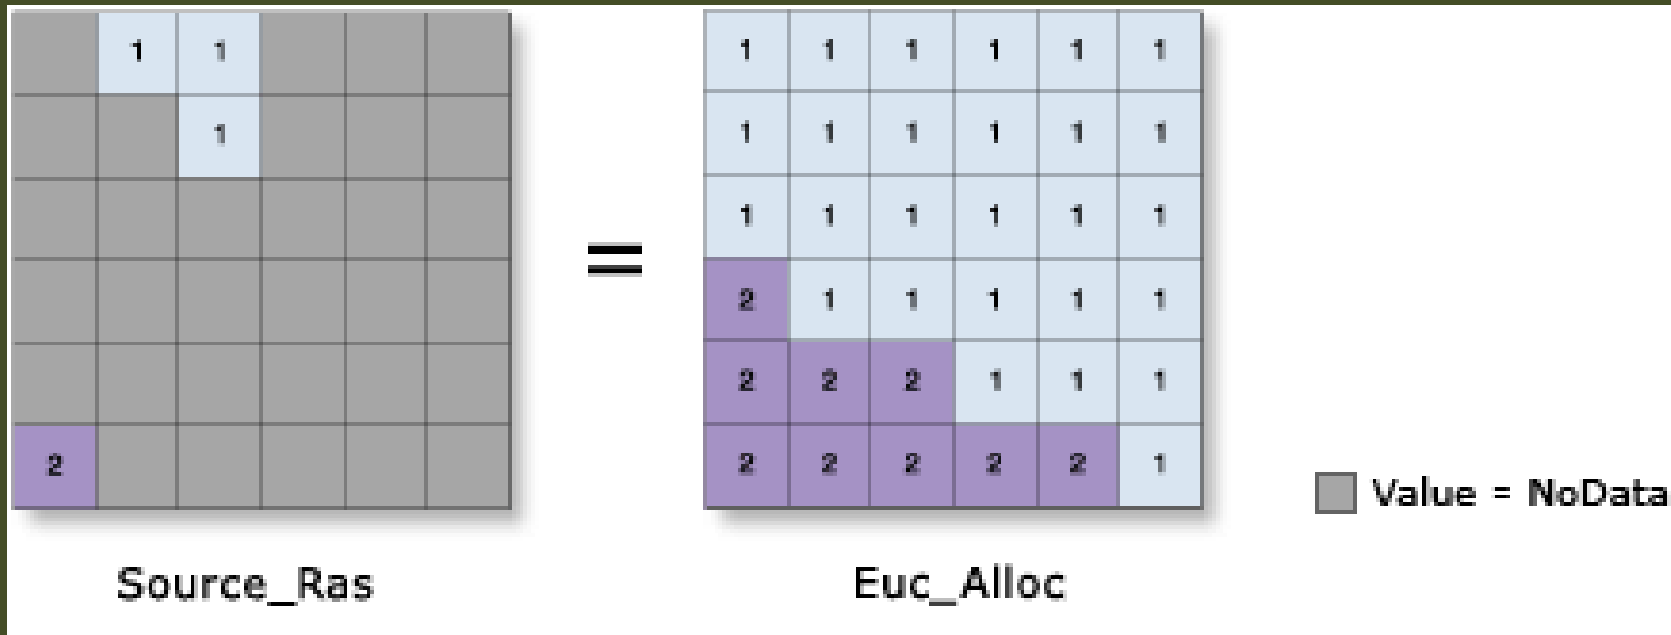 1 1
1
2
=
1 1 1 1 1 1
1 1 1 1 1 1
1 1 1 1 1 1
2 1 1 1 1 1
2 2 2 1 1 1
2 2 2 2 2 1
Value = NoData
Source_Ras
Euc_Alloc